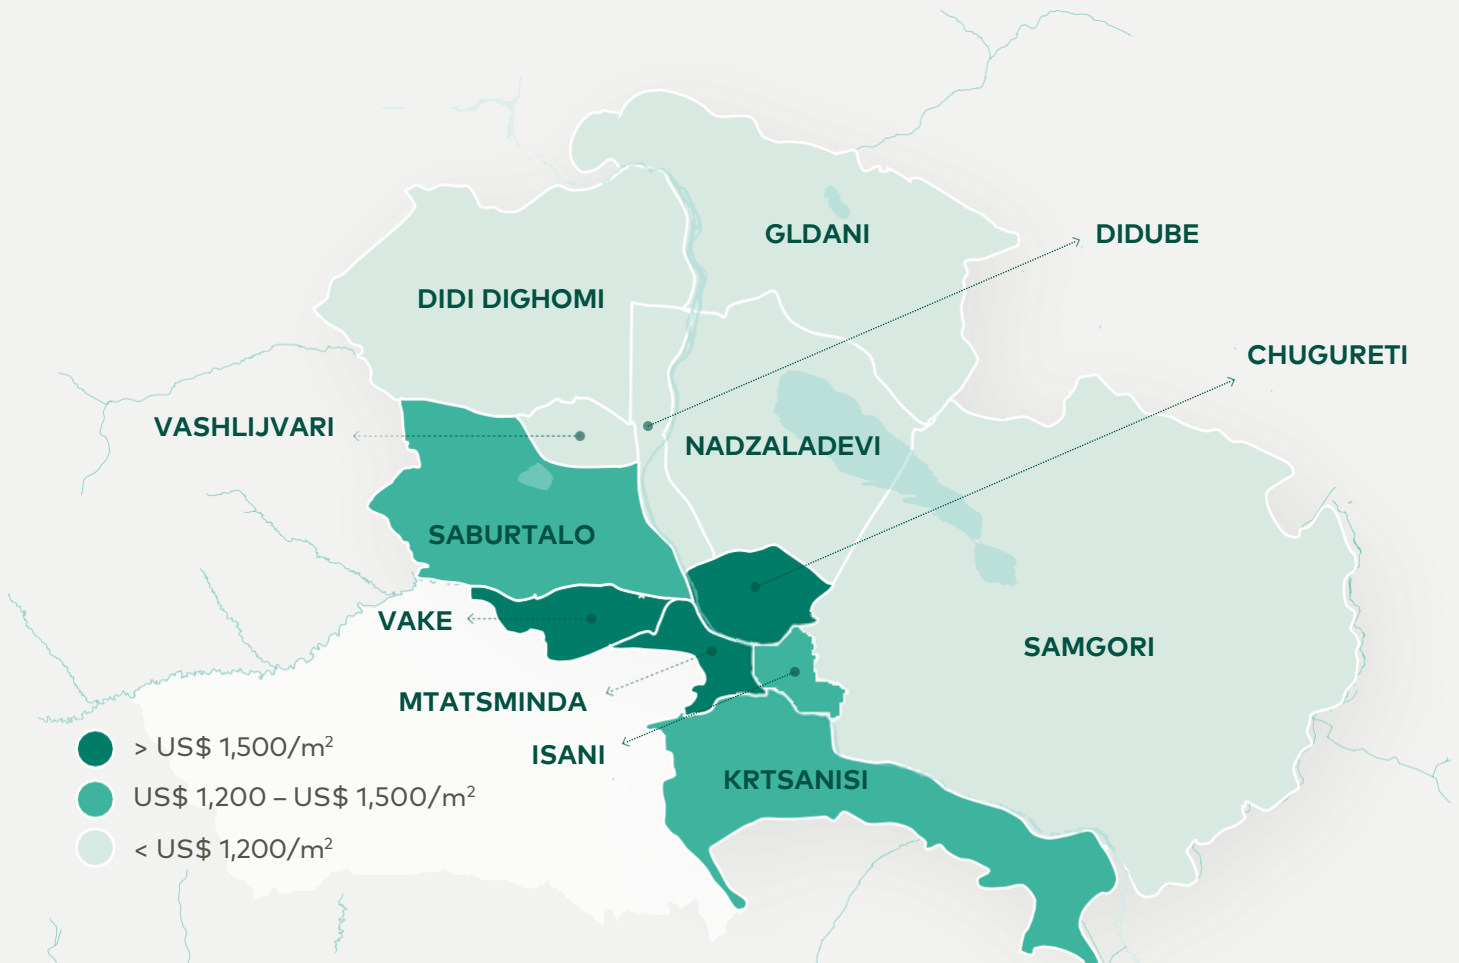 GLDANI
DIDUBE
DIDI DIGHOMI
CHUGURETI
VASHLIJVARI
NADZALADEVI
SABURTALO
VAKE
SAMGORI
MTATSMINDA
ISANI
KRTSANISI
> US$ 1,500/m²
US$ 1,200 – US$ 1,500/m²
< US$ 1,200/m²